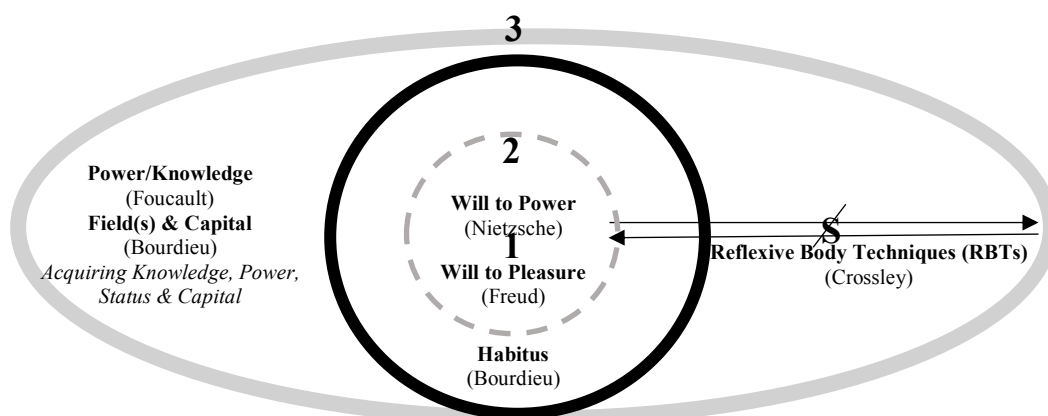 3
2
Power/Knowledge
(Foucault)
Field(s) & Capital
(Bourdieu)
Acquiring Knowledge, Power,
Status & Capital
Will to Power
(Nietzsche)
1
Will to Pleasure
(Freud)
Habitus
(Bourdieu)
S
Reflexive Body Techniques (RBTs)
(Crossley)